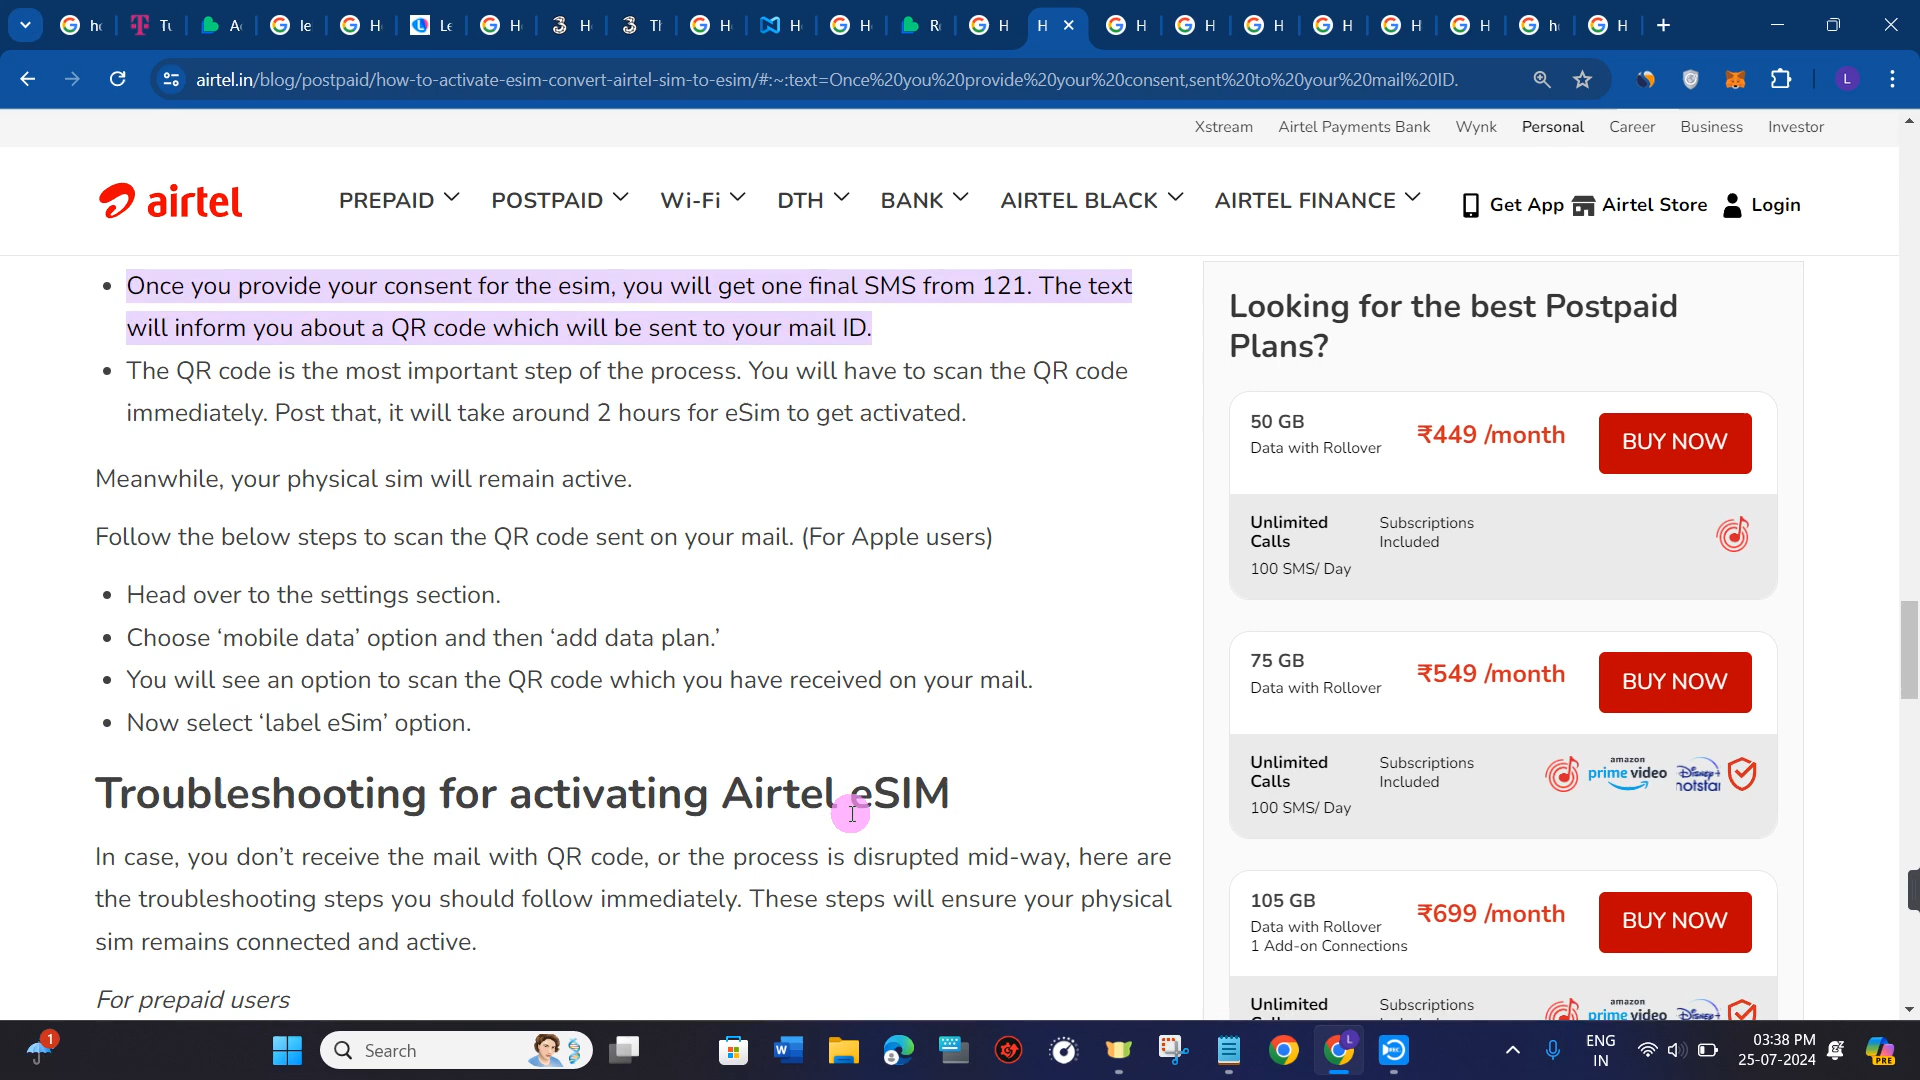 hc
Tu
Ac
le
H
Le
H
H
Th
H
H
H
R
H
H
H
H
H
H
H
H
h
H
airtel.in/blog/postpaid/how-to-activate-esim-convert-airtel-sim-to-esim/#:~:text=Once%20you%20provide%20your%20consent,sent%20to%20your%20mail%20ID.
L
Xstream Airtel Payments Bank Wynk Personal Career Business Investor
airtel
PREPAID POSTPAID Wi-Fi DTH BANK AIRTEL BLACK AIRTEL FINANCE Get App Airtel Store Login
• Once you provide your consent for the esim, you will get one final SMS from 121. The text
will inform you about a QR code which will be sent to your mail ID.
• The QR code is the most important step of the process. You will have to scan the QR code
immediately. Post that, it will take around 2 hours for eSim to get activated.
Meanwhile, your physical sim will remain active.
Follow the below steps to scan the QR code sent on your mail. (For Apple users)
• Head over to the settings section.
• Choose ‘mobile data’ option and then ‘add data plan.’
• You will see an option to scan the QR code which you have received on your mail.
• Now select ‘label eSim’ option.
Troubleshooting for activating Airtel eSIM
In case, you don’t receive the mail with QR code, or the process is disrupted mid-way, here are
the troubleshooting steps you should follow immediately. These steps will ensure your physical
sim remains connected and active.
For prepaid users
Looking for the best Postpaid
Plans?
50 GB
Data with Rollover
₹449 /month
BUY NOW
Unlimited
Calls
100 SMS/ Day
Subscriptions
Included
75 GB
Data with Rollover
₹549 /month
BUY NOW
Unlimited
Calls
100 SMS/ Day
Subscriptions
Included
amazon
prime video
Disney+
hotstar
105 GB
Data with Rollover
1 Add-on Connections
₹699 /month
BUY NOW
Unlimited
Subscriptions
amazon
prime video
1
Search
ENG
IN
03:38 PM
25-07-2024
PRE